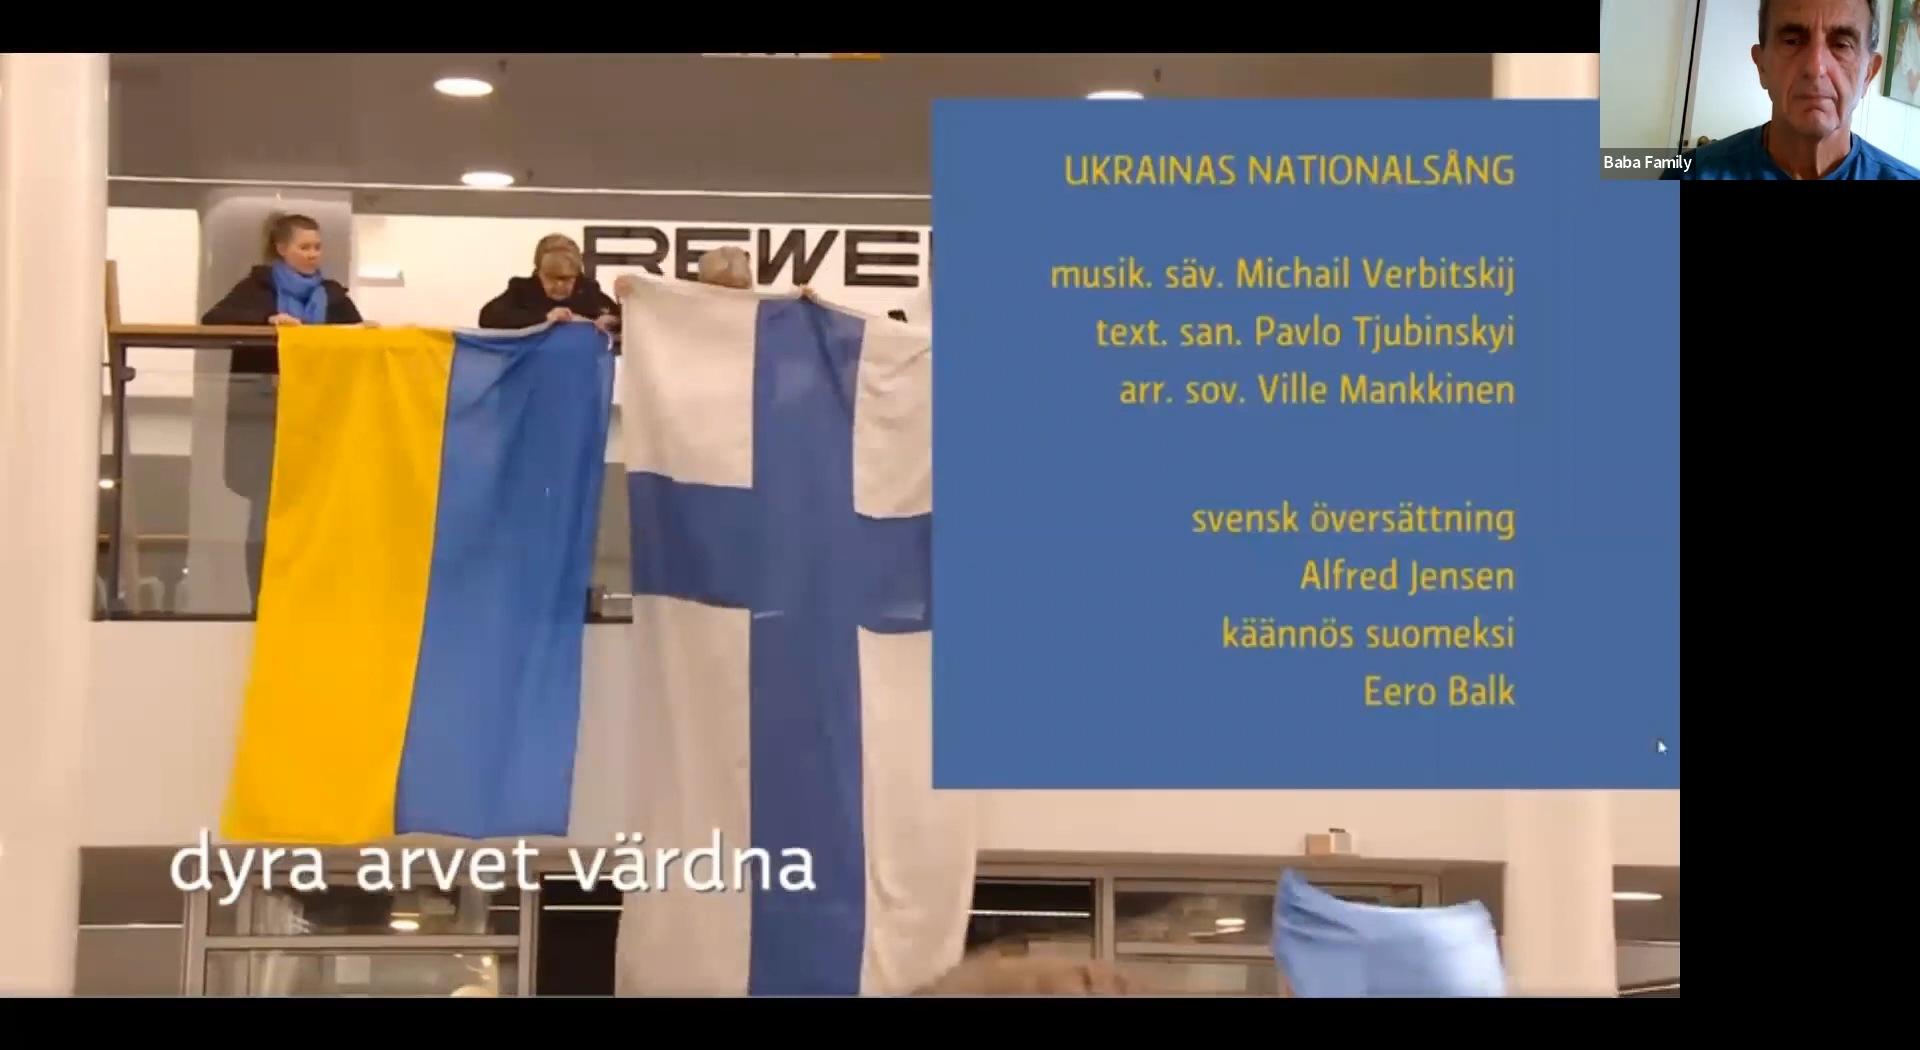 Baba Family
UKRAINAS NATIONALSÅNG
musik. säv. Michail Verbitskij
text. san. Pavlo Tjubinskyi
arr. sov. Ville Mankkinen
svensk översättning
Alfred Jensen
käännös suomeksi
Eero Balk
REWE
dyra arvet värdna